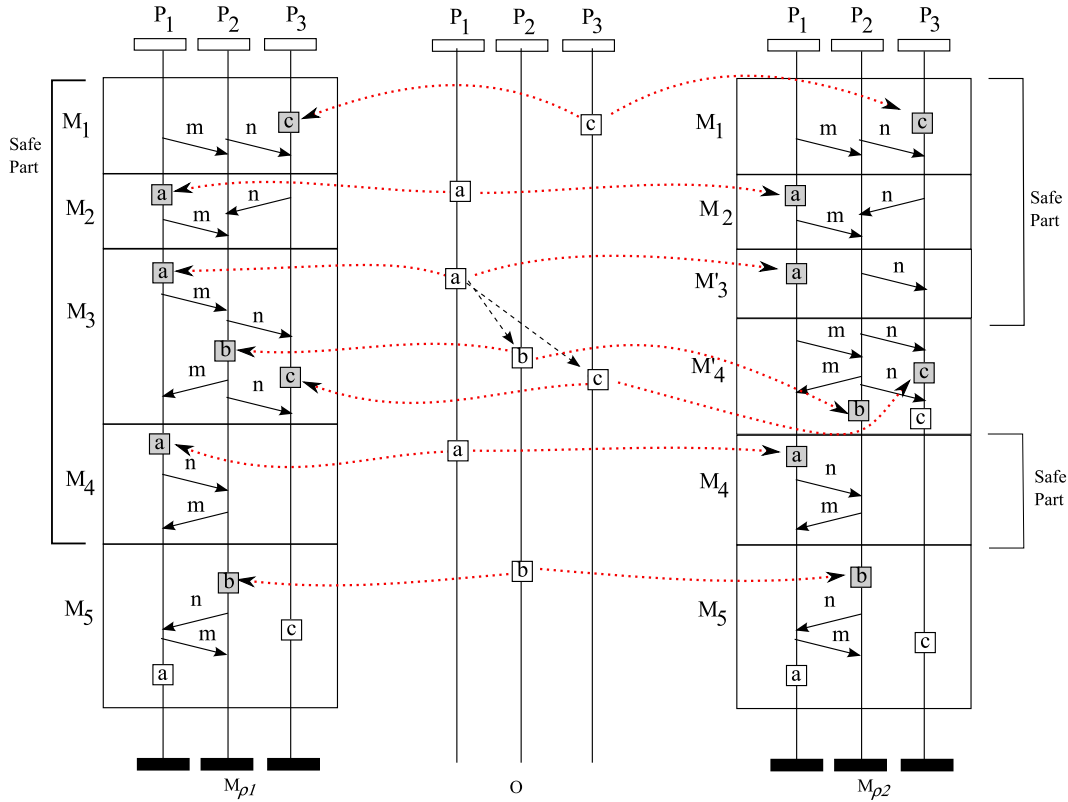 P1 P2 P3 P1 P2 P3 P1 P2 P3
M1 m n c c M1 m n c
Safe
Part
a n m a a n m
M2 M2
Safe
Part
a m a a n
M3 M'3
n b b m n
m c c M'4 m c
n n b c
a a a
M4 n n M4
m m
Safe
Part
b b b
M5 n n M5
m c m c
a a
Mρ1 O Mρ2